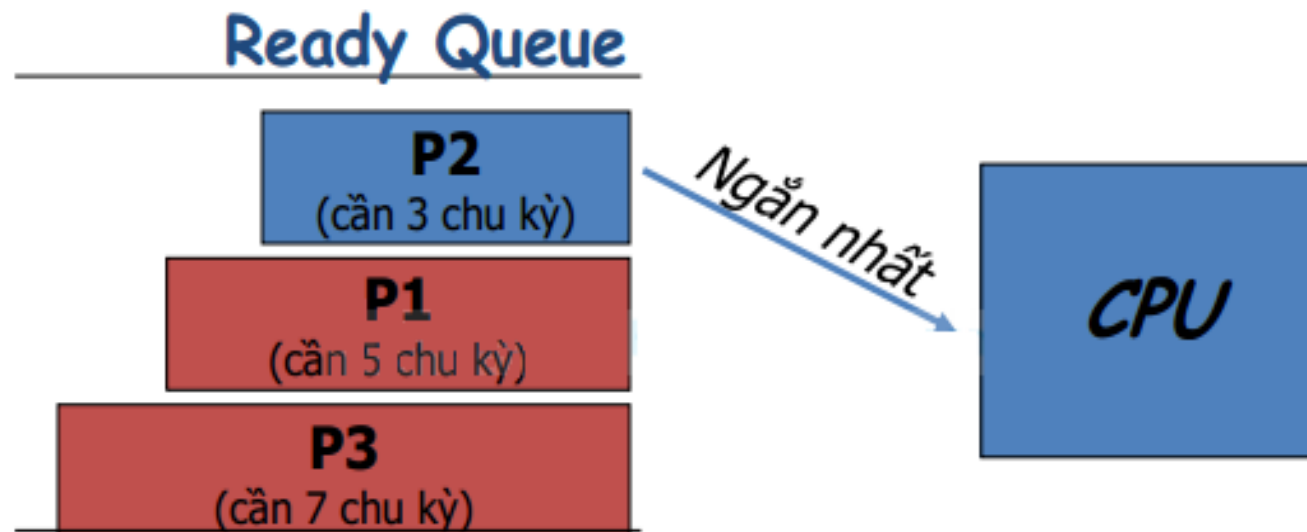 Ready Queue
P2
(cần 3 chu kỳ)
Ngắn nhất
P1
(cần 5 chu kỳ)
CPU
P3
(cần 7 chu kỳ)